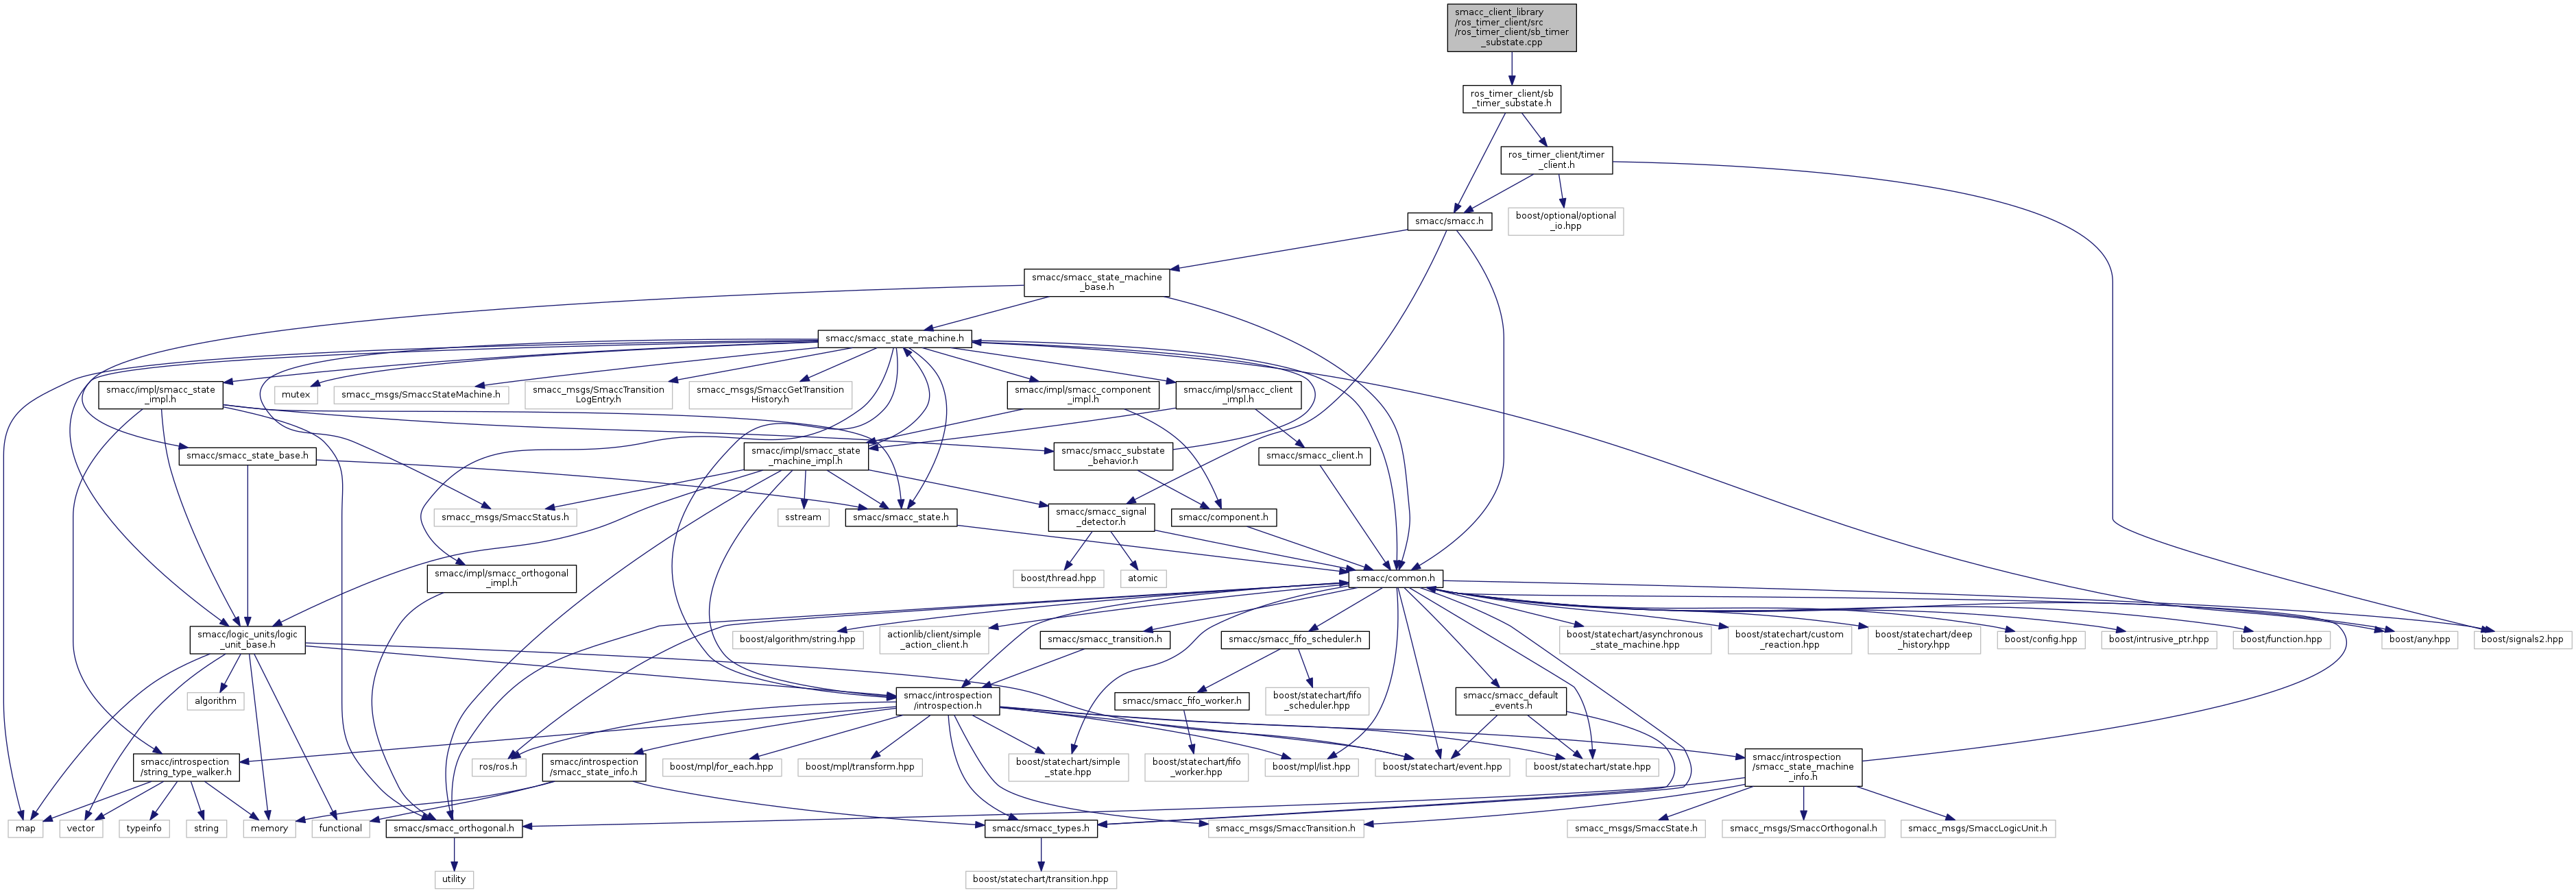 smacc_client_library
/ros_timer_client/src
/ros_timer_client/sb_timer
_substate.cpp
ros_timer_client/sb
_timer_substate.h
ros_timer_client/timer
_client.h
smacc/smacc.h
boost/optional/optional
_io.hpp
smacc/smacc_state_machine
_base.h
smacc/smacc_state_machine.h
smacc/impl/smacc_state
_impl.h
mutex
smacc_msgs/SmaccStateMachine.h
smacc_msgs/SmaccTransition
LogEntry.h
smacc_msgs/SmaccGetTransition
History.h
smacc/impl/smacc_component
_impl.h
smacc/impl/smacc_client
_impl.h
smacc/smacc_state_base.h
smacc/impl/smacc_state
_machine_impl.h
smacc/smacc_substate
_behavior.h
smacc/smacc_client.h
smacc_msgs/SmaccStatus.h
sstream
smacc/smacc_state.h
smacc/smacc_signal
_detector.h
smacc/component.h
smacc/impl/smacc_orthogonal
_impl.h
boost/thread.hpp
atomic
smacc/common.h
smacc/logic_units/logic
_unit_base.h
boost/algorithm/string.hpp
actionlib/client/simple
_action_client.h
smacc/smacc_transition.h
smacc/smacc_fifo_scheduler.h
boost/statechart/asynchronous
_state_machine.hpp
boost/statechart/custom
_reaction.hpp
boost/statechart/deep
_history.hpp
boost/config.hpp
boost/intrusive_ptr.hpp
boost/function.hpp
boost/any.hpp
boost/signals2.hpp
algorithm
smacc/introspection
/introspection.h
smacc/smacc_fifo_worker.h
boost/statechart/fifo
_scheduler.hpp
smacc/smacc_default
_events.h
smacc/introspection
/string_type_walker.h
ros/ros.h
smacc/introspection
/smacc_state_info.h
boost/mpl/for_each.hpp
boost/mpl/transform.hpp
boost/statechart/simple
_state.hpp
boost/statechart/fifo
_worker.hpp
boost/mpl/list.hpp
boost/statechart/event.hpp
boost/statechart/state.hpp
smacc/introspection
/smacc_state_machine
_info.h
map
vector
typeinfo
string
memory
functional
smacc/smacc_orthogonal.h
smacc/smacc_types.h
smacc_msgs/SmaccTransition.h
smacc_msgs/SmaccState.h
smacc_msgs/SmaccOrthogonal.h
smacc_msgs/SmaccLogicUnit.h
utility
boost/statechart/transition.hpp